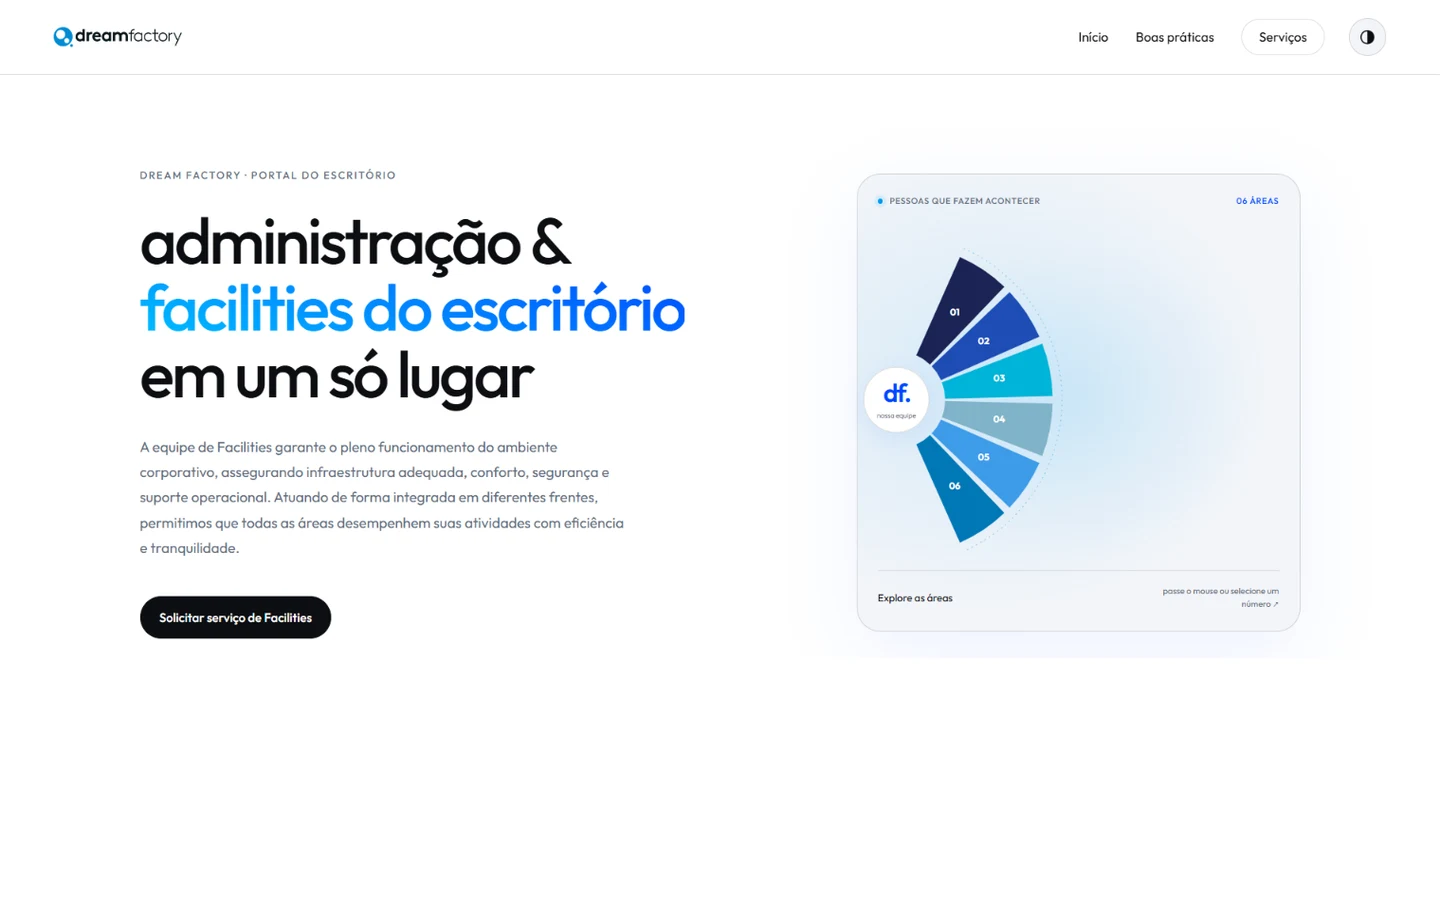 dreamfactory
Início
Boas práticas
Serviços
DREAM FACTORY · PORTAL DO ESCRITÓRIO
administração &
facilities do escritório
em um só lugar
A equipe de Facilities garante o pleno funcionamento do ambiente
corporativo, assegurando infraestrutura adequada, conforto, segurança e
suporte operacional. Atuando de forma integrada em diferentes frentes,
permitimos que todas as áreas desempenhem suas atividades com eficiência
e tranquilidade.
Solicitar serviço de Facilities
PESSOAS QUE FAZEM ACONTECER
06 ÁREAS
01
02
03
04
05
06
df.
nossa equipe
Explore as áreas
passe o mouse ou selecione um
número ↗